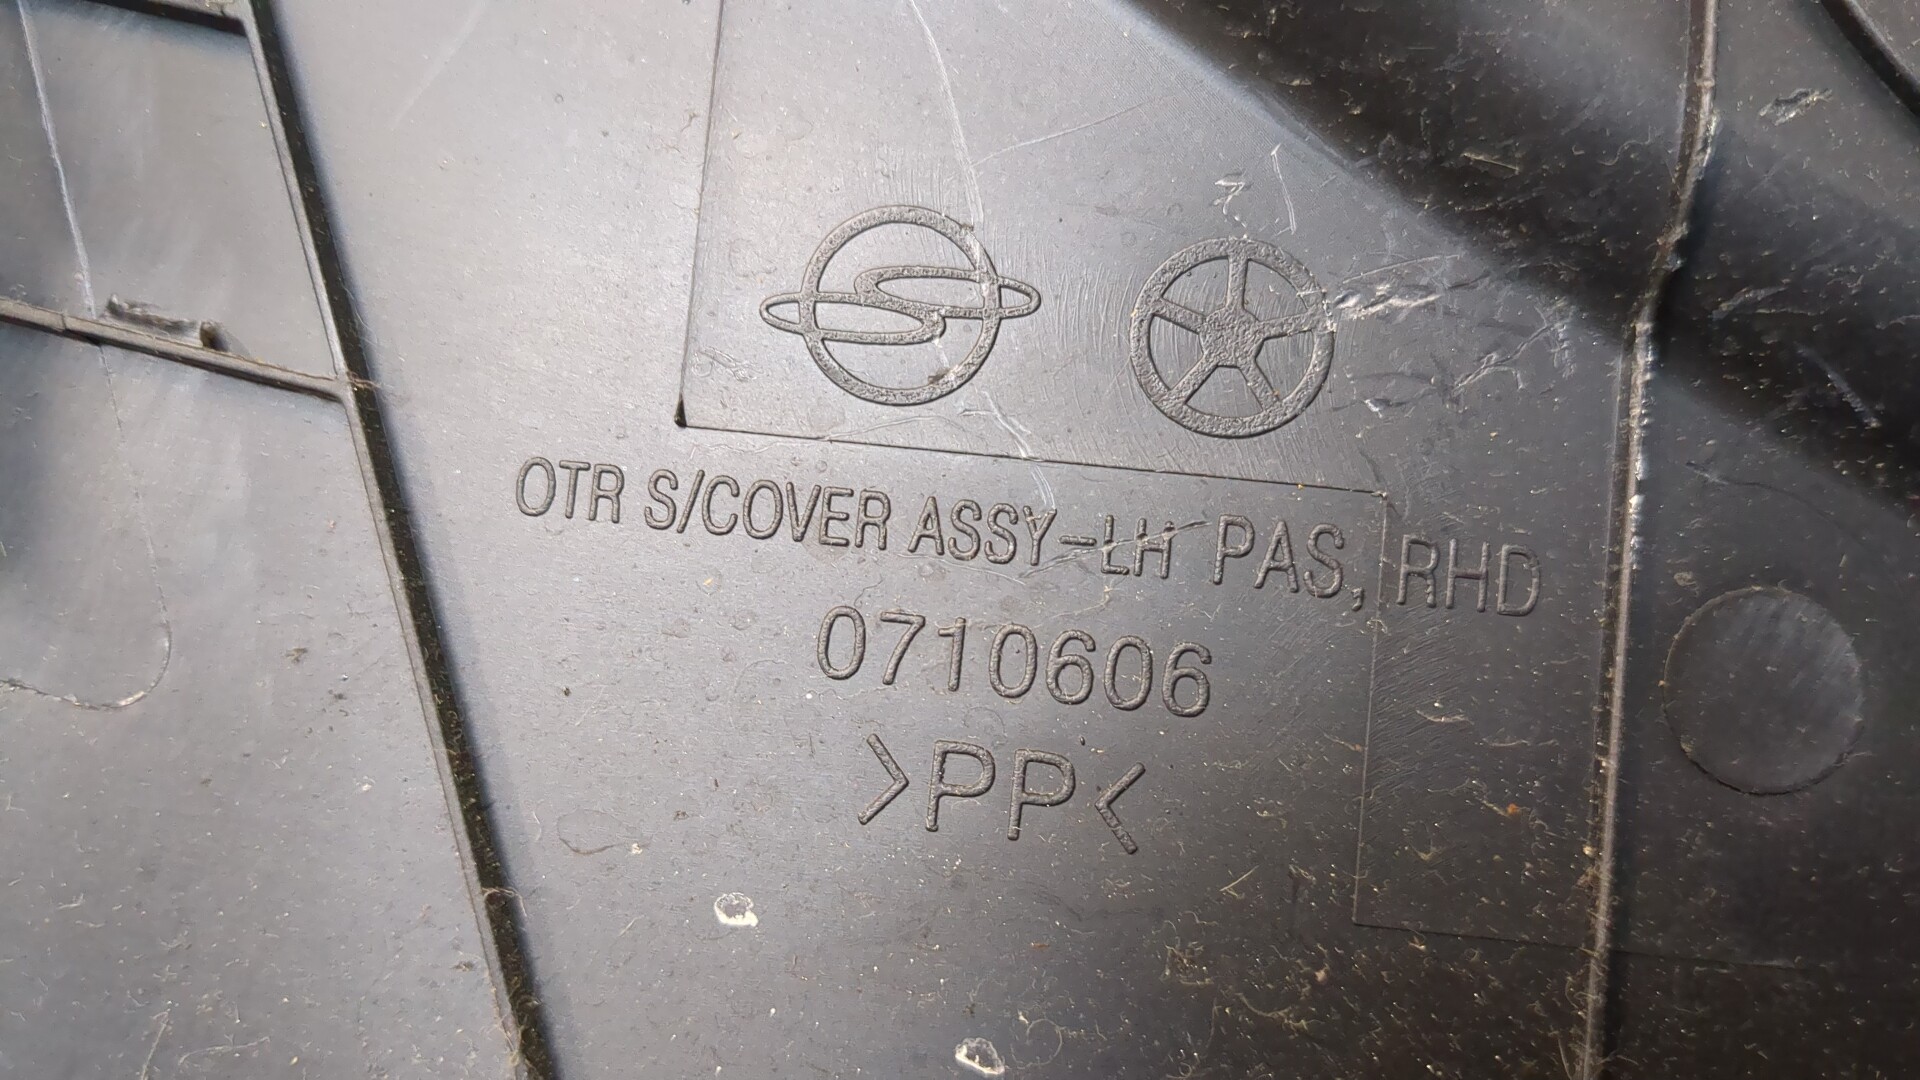 OTR S/COVER ASSY-LH PAS, RHD
0710606
>PP<